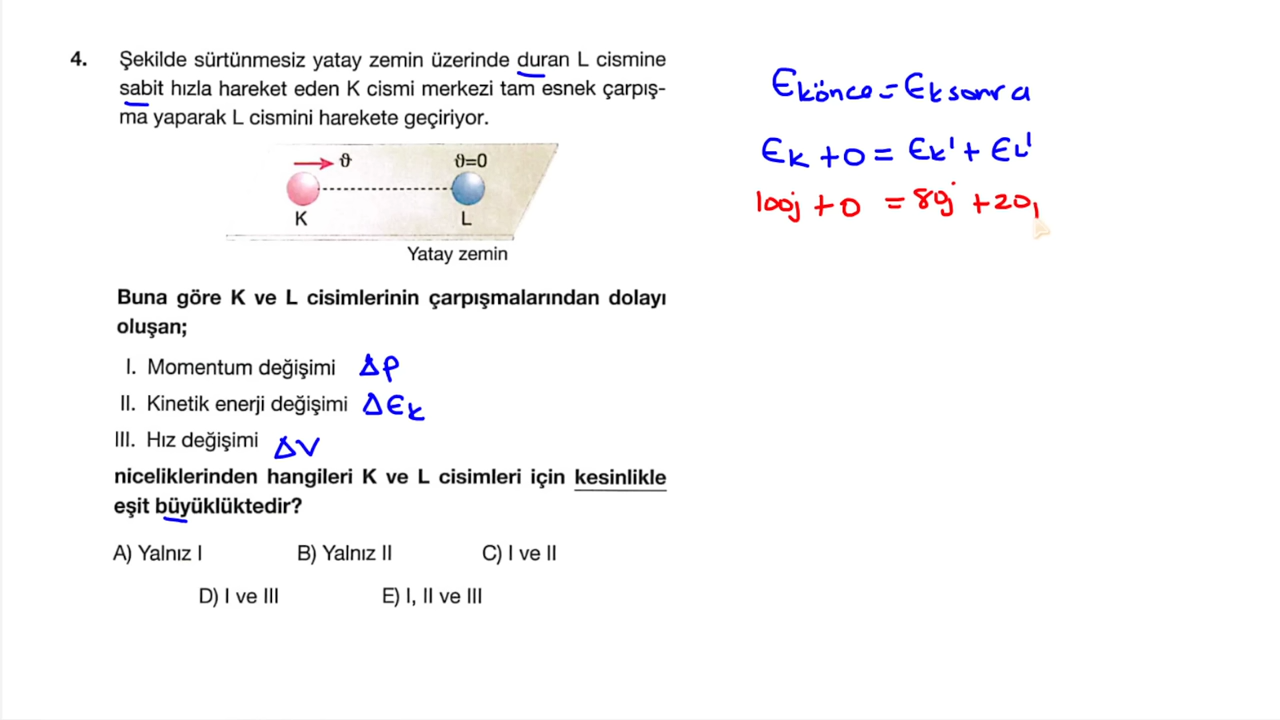 4. Şekilde sürtünmesiz yatay zemin üzerinde duran L cismine
sabit hızla hareket eden K cismi merkezi tam esnek çarpış-
ma yaparak L cismini harekete geçiriyor.
ϑ ϑ=0
K L
Yatay zemin
Buna göre K ve L cisimlerinin çarpışmalarından dolayı
oluşan;
I. Momentum değişimi ΔP
II. Kinetik enerji değişimi ΔEk
III. Hız değişimi ΔV
niceliklerinden hangileri K ve L cisimleri için kesinlikle
eşit büyüklüktedir?
A) Yalnız I B) Yalnız II C) I ve II
D) I ve III E) I, II ve III
Ekönce = Eksonra
EK + 0 = EK' + EL'
100j + 0 = 80j + 20j